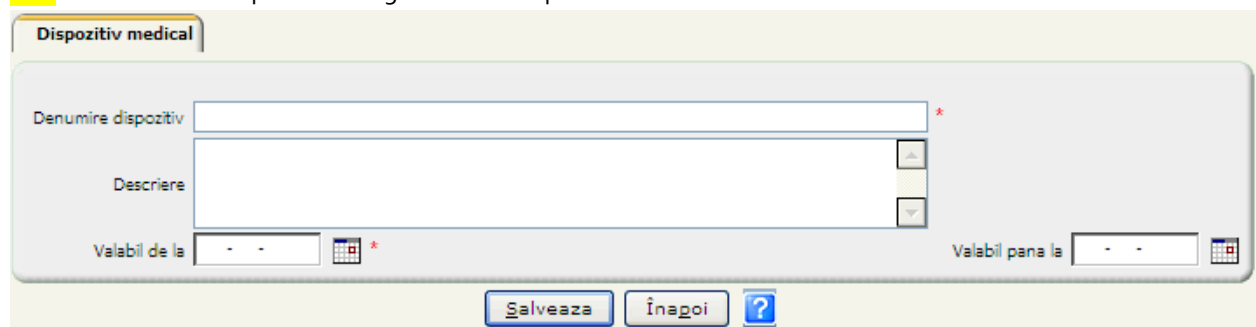 Dispozitiv medical
Denumire dispozitiv *
Descriere
Valabil de la - - * Valabil pana la - -
Salveaza Înapoi ?